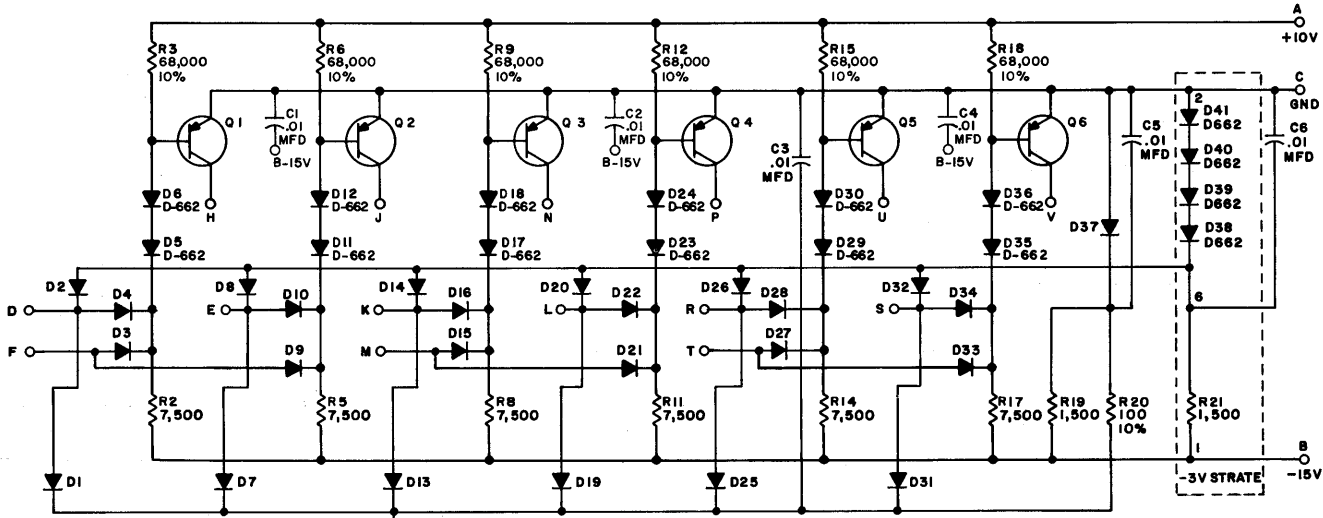 R3
68,000
10%
R6
68,000
10%
R9
68,000
10%
R12
68,000
10%
R15
68,000
10%
R18
68,000
10%
A
+10V
C
GND
Q1
C1
.01
MFD
B-15V
Q2
Q3
C2
.01
MFD
B-15V
Q4
C3
.01
MFD
Q5
C4
.01
MFD
B-15V
Q6
C5
.01
MFD
2
D41
D662
D40
D662
D39
D662
D38
D662
C6
.01
MFD
D6
D-662
H
D12
D-662
J
D18
D-662
N
D24
D-662
P
D30
D-662
U
D36
D-662
V
D37
D5
D-662
D11
D-662
D17
D-662
D23
D-662
D29
D-662
D35
D-662
D2
D4
D8
D10
D14
D16
D20
D22
D26
D28
D32
D34
6
D
E
K
L
R
S
F
D3
D9
M
D15
D21
T
D27
D33
R2
7,500
R5
7,500
R8
7,500
R11
7,500
R14
7,500
R17
7,500
R19
1,500
R20
100
10%
R21
1,500
1
B
-15V
-3V STRATE
D1
D7
D13
D19
D25
D31